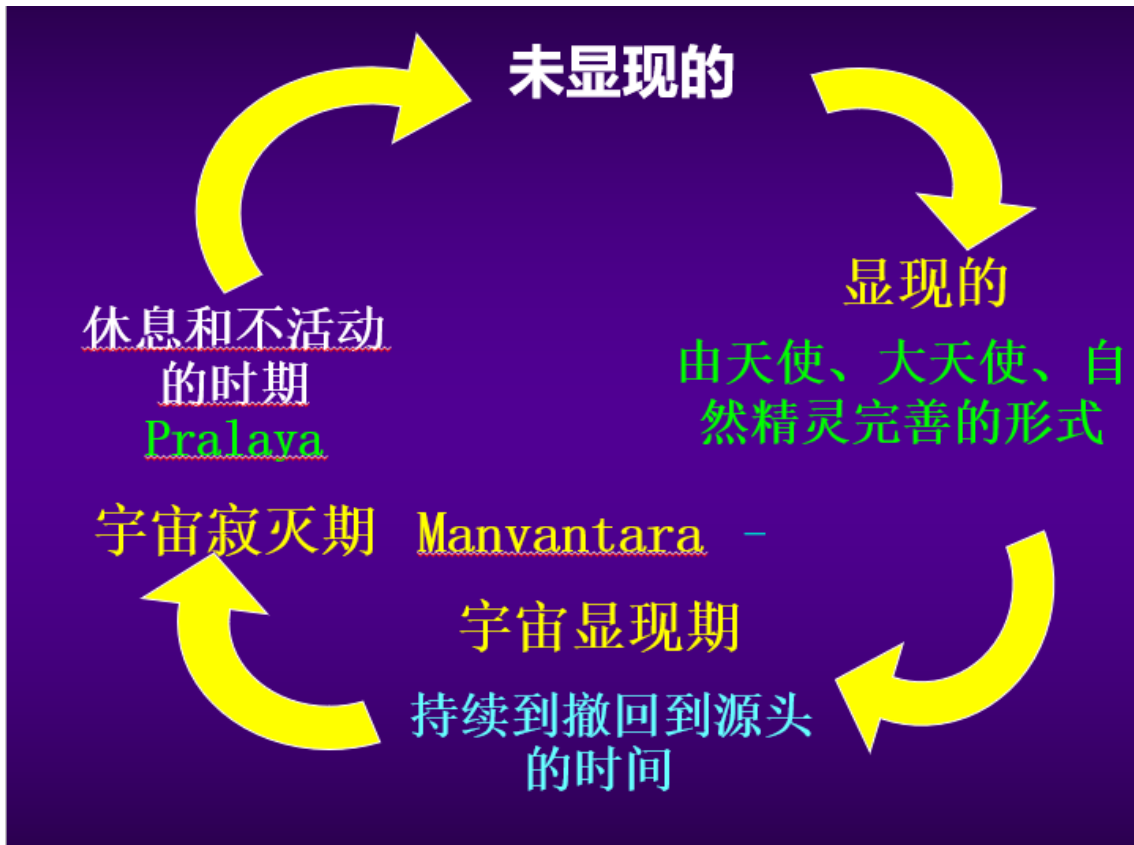 未显现的
显现的
由天使、大天使、自
然精灵完善的形式
休息和不活动
的时期
Pralaya
宇宙寂灭期
Manvantara -
宇宙显现期
持续到撤回到源头
的时间